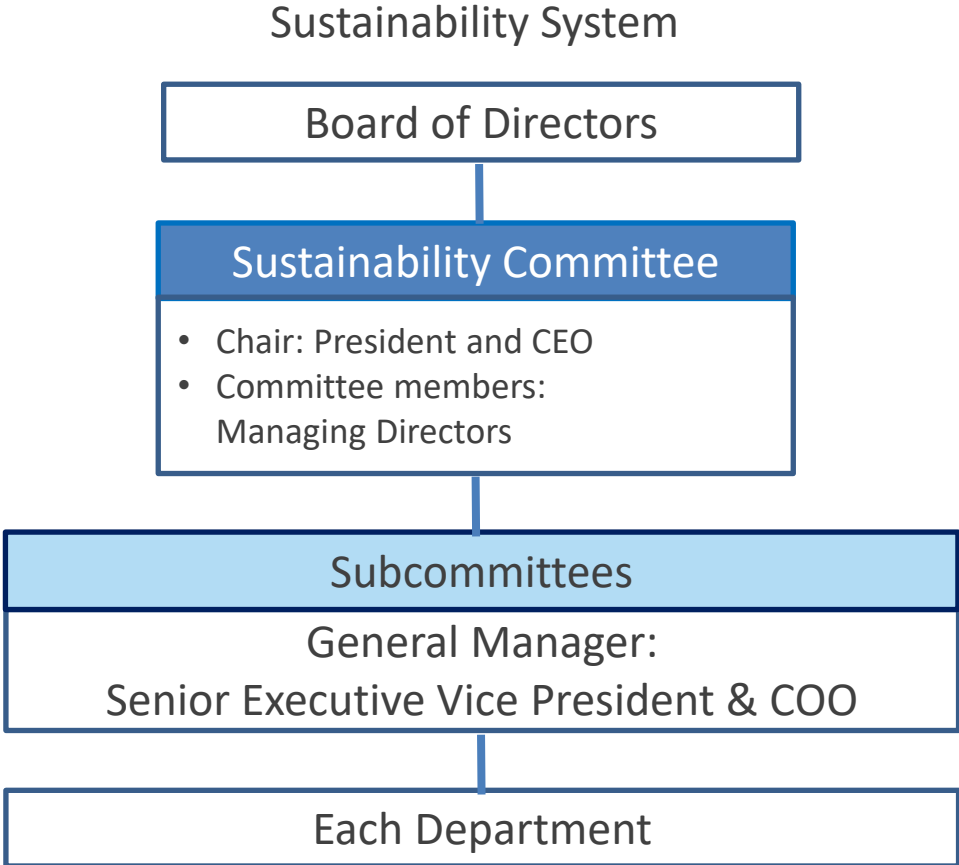 Sustainability System
Board of Directors
Sustainability Committee
• Chair: President and CEO
• Committee members:
Managing Directors
Subcommittees
General Manager:
Senior Executive Vice President & COO
Each Department